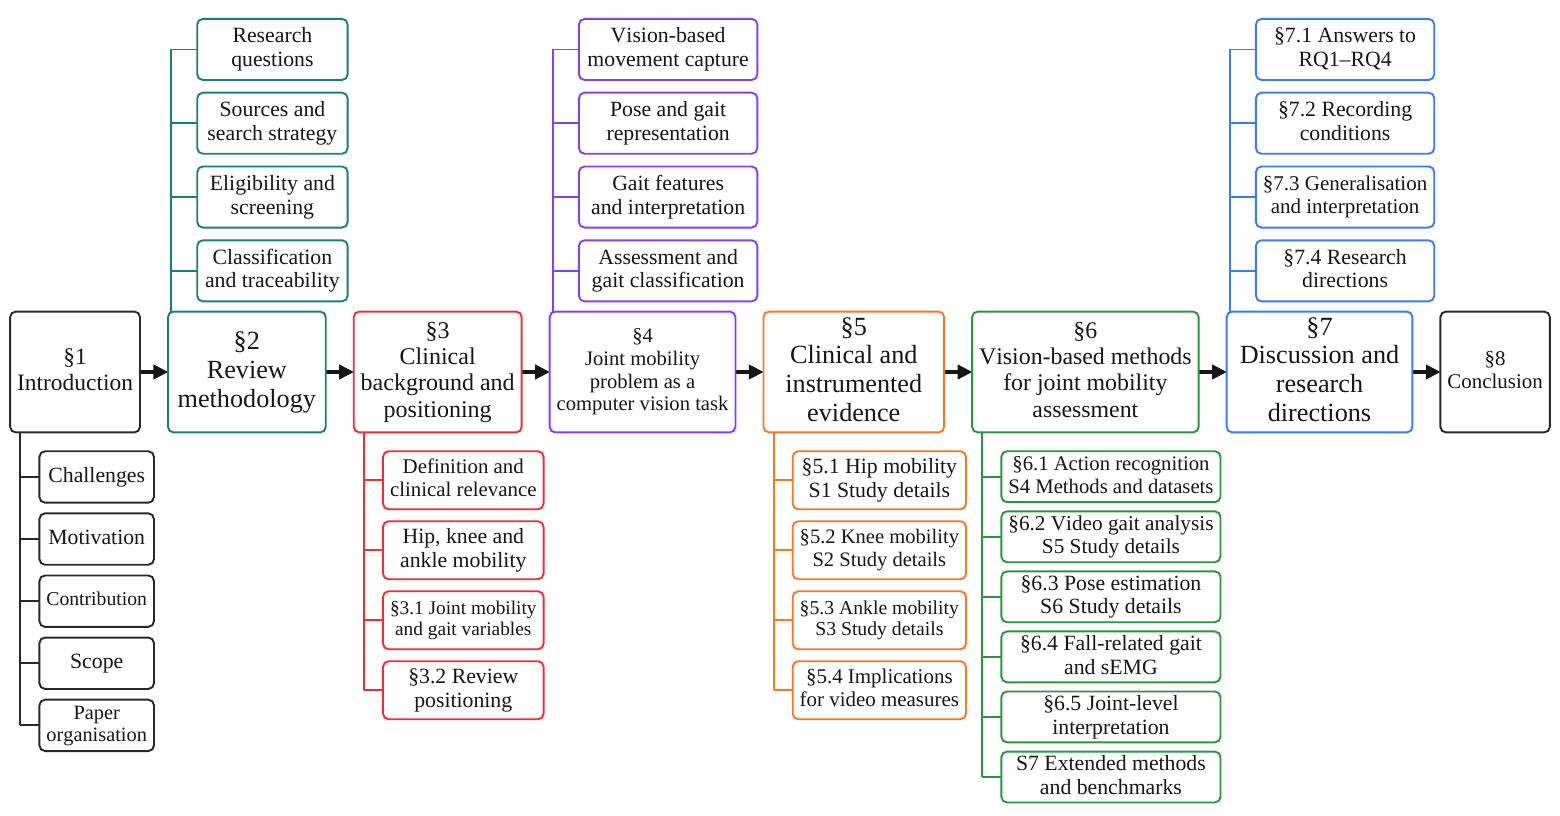 §1
Introduction
Challenges
Motivation
Contribution
Scope
Paper
organisation
Research
questions
Sources and
search strategy
Eligibility and
screening
Classification
and traceability
§2
Review
methodology
§3
Clinical
background and
positioning
Definition and
clinical relevance
Hip, knee and
ankle mobility
§3.1 Joint mobility
and gait variables
§3.2 Review
positioning
Vision-based
movement capture
Pose and gait
representation
Gait features
and interpretation
Assessment and
gait classification
§4
Joint mobility
problem as a
computer vision task
§5
Clinical and
instrumented
evidence
§5.1 Hip mobility
S1 Study details
§5.2 Knee mobility
S2 Study details
§5.3 Ankle mobility
S3 Study details
§5.4 Implications
for video measures
§6
Vision-based methods
for joint mobility
assessment
§6.1 Action recognition
S4 Methods and datasets
§6.2 Video gait analysis
S5 Study details
§6.3 Pose estimation
S6 Study details
§6.4 Fall-related gait
and sEMG
§6.5 Joint-level
interpretation
S7 Extended methods
and benchmarks
§7.1 Answers to
RQ1–RQ4
§7.2 Recording
conditions
§7.3 Generalisation
and interpretation
§7.4 Research
directions
§7
Discussion and
research
directions
§8
Conclusion